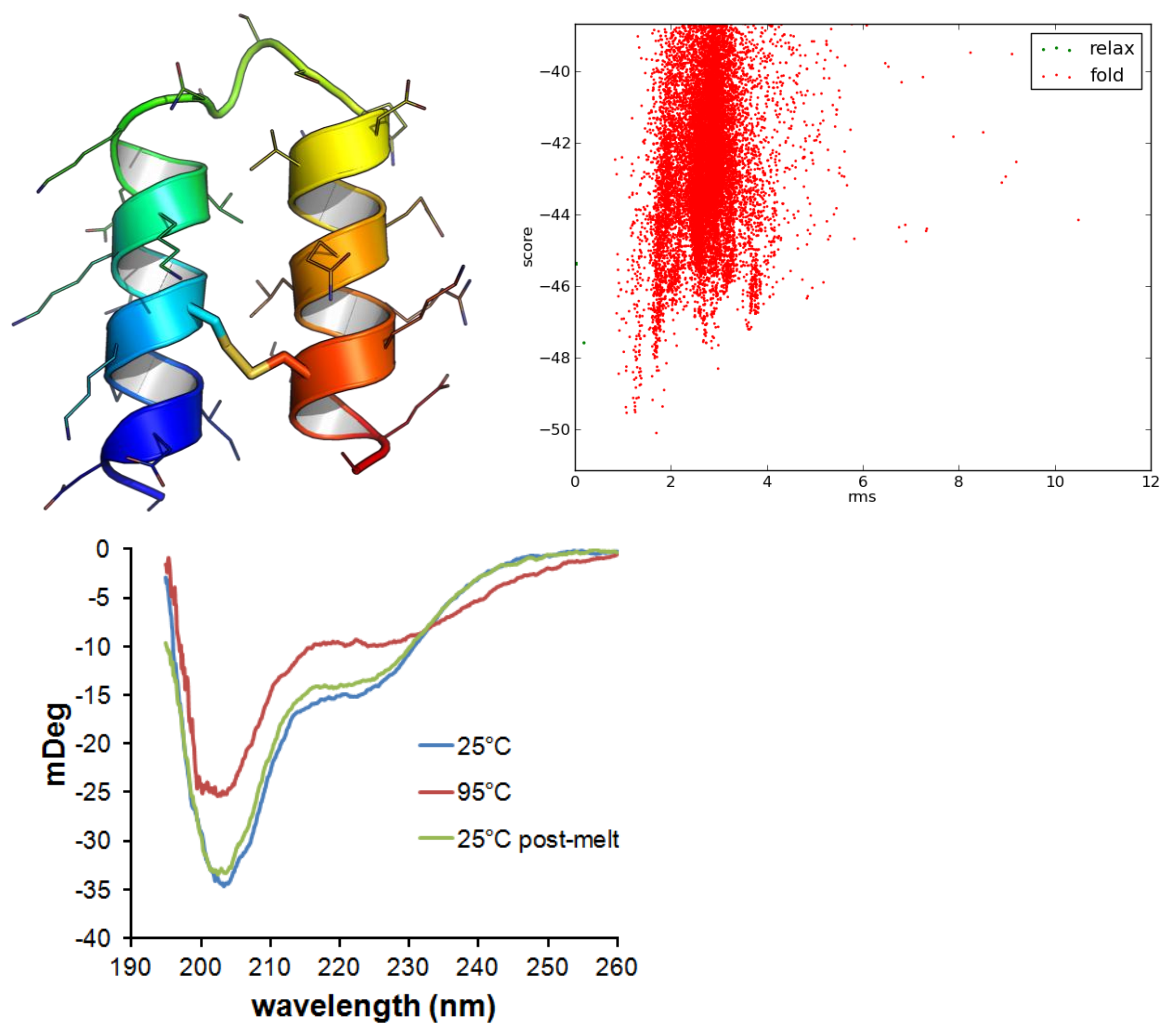 relax
fold
−40
−42
−44
−46
−48
−50
score
0 2 4 6 8 10 12
rms
0
-5
-10
-15
-20
-25
-30
-35
-40
mDeg
25°C
95°C
25°C post-melt
190 200 210 220 230 240 250 260
wavelength (nm)